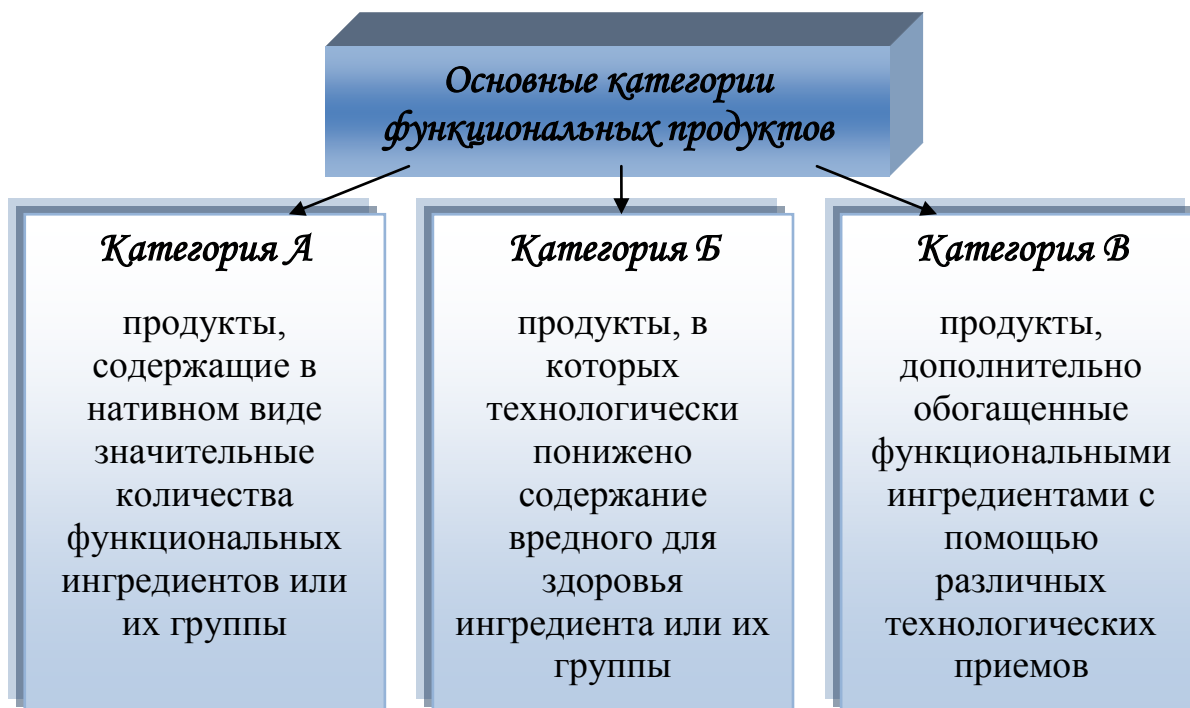 Основные категории
функциональных продуктов
Категория А
продукты,
содержащие в
нативном виде
значительные
количества
функциональных
ингредиентов или
их группы
Категория Б
продукты, в
которых
технологически
понижено
содержание
вредного для
здоровья
ингредиента или их
группы
Категория В
продукты,
дополнительно
обогащенные
функциональными
ингредиентами с
помощью
различных
технологических
приемов